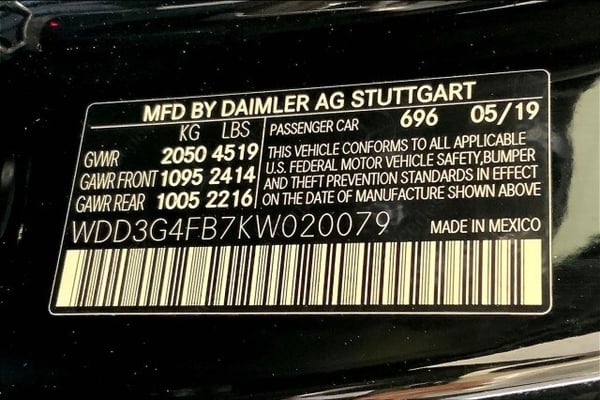 MFD BY DAIMLER AG STUTTGART
KG LBS
GVWR 2050 4519
GAWR FRONT 1095 2414
GAWR REAR 1005 2216
PASSENGER CAR 696 05/19
THIS VEHICLE CONFORMS TO ALL APPLICABLE
U.S. FEDERAL MOTOR VEHICLE SAFETY,BUMPER
AND THEFT PREVENTION STANDARDS IN EFFECT
ON THE DATE OF MANUFACTURE SHOWN ABOVE
WDD3G4FB7KW020079 MADE IN MEXICO